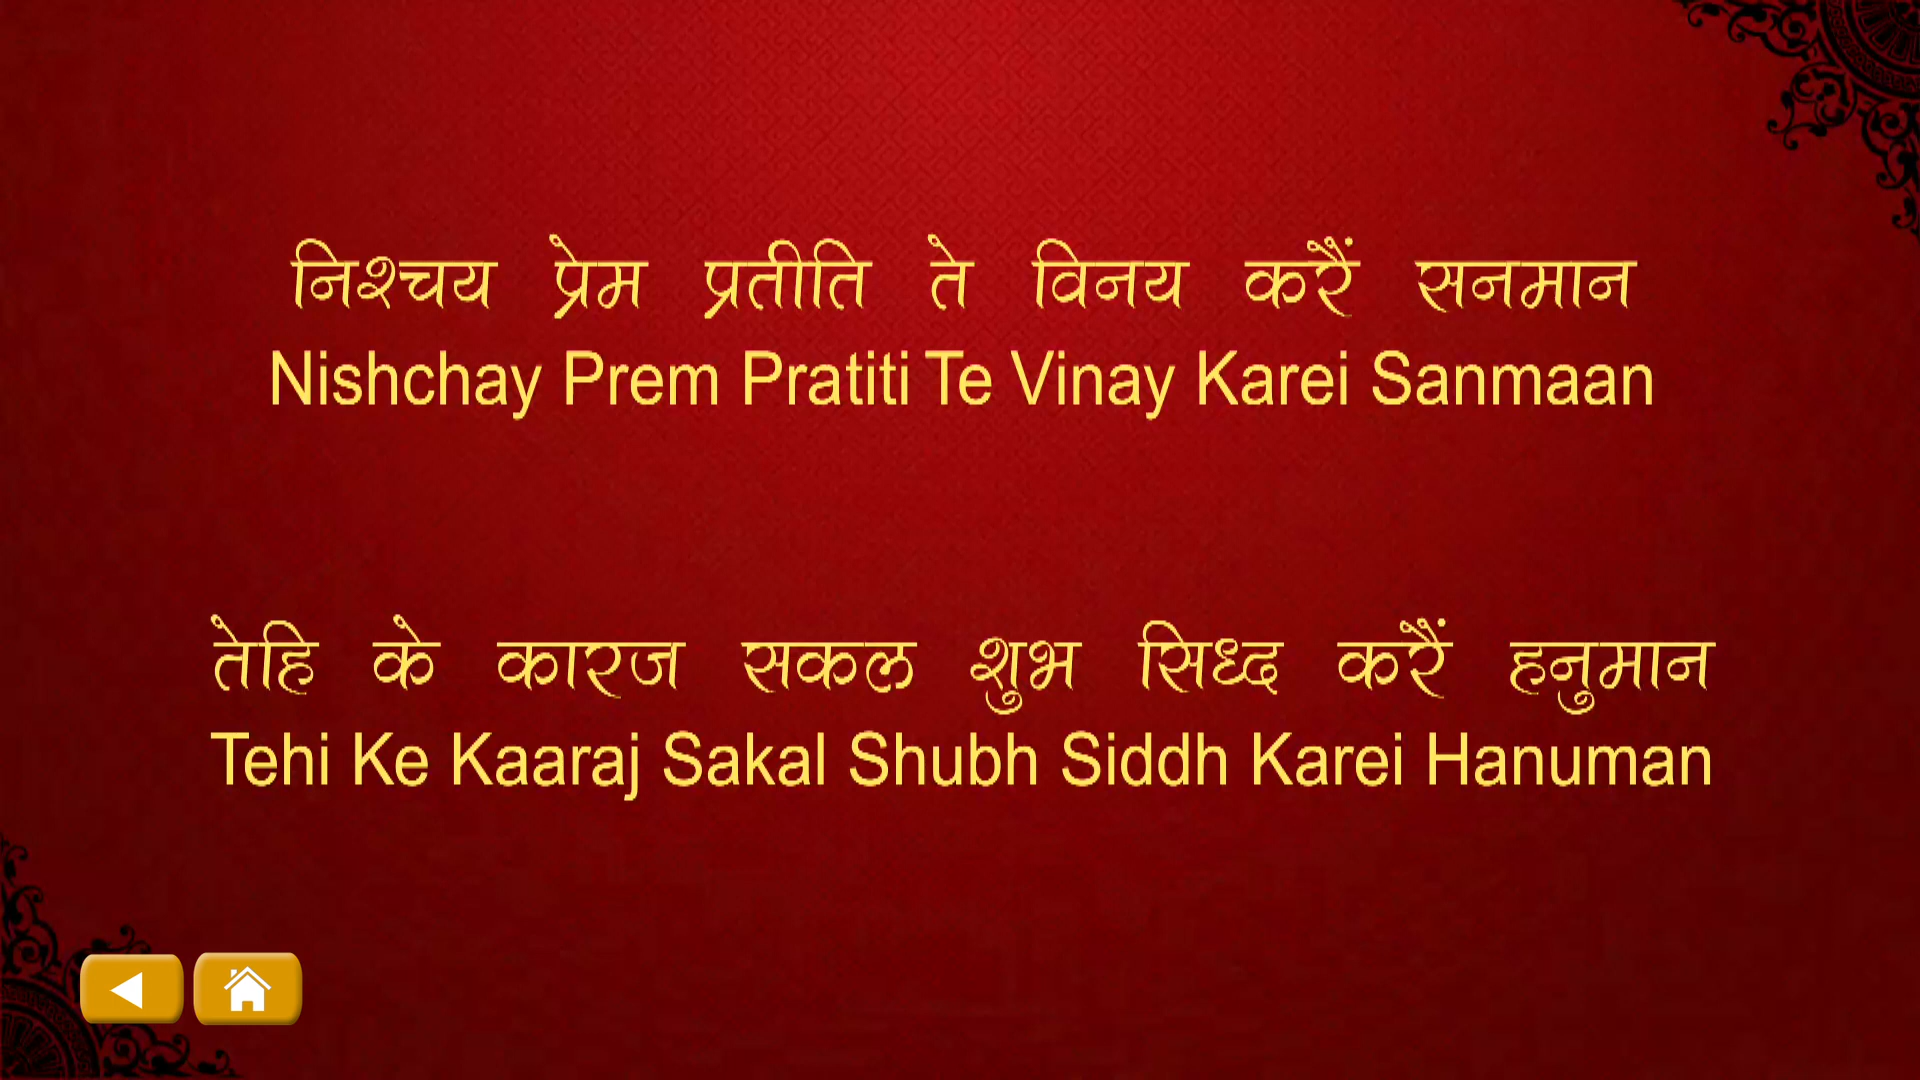 निश्चय प्रेम प्रतीति ते विनय करैं सनमान
Nishchay Prem Pratiti Te Vinay Karei Sanmaan
तेहि के कारज सकल शुभ सिध्द करैं हनुमान
Tehi Ke Kaaraj Sakal Shubh Siddh Karei Hanuman